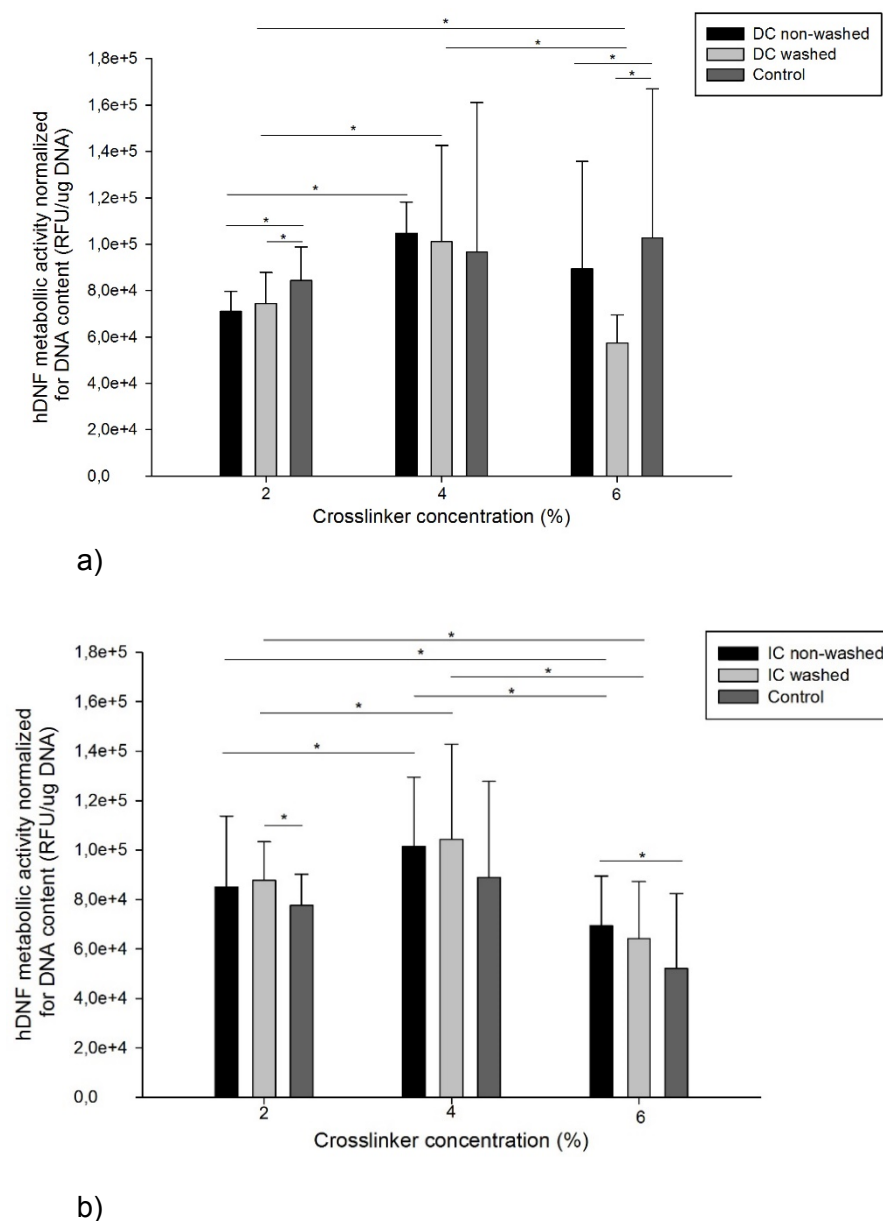 DC non-washed
DC washed
Control
hDNF metabollic activity normalized
for DNA content (RFU/ug DNA)
1,8e+5
1,6e+5
1,4e+5
1,2e+5
1,0e+5
8,0e+4
6,0e+4
4,0e+4
2,0e+4
0,0
* * * * * * * * *
2 4 6
Crosslinker concentration (%)
a)
IC non-washed
IC washed
Control
hDNF metabollic activity normalized
for DNA content (RFU/ug DNA)
1,8e+5
1,6e+5
1,4e+5
1,2e+5
1,0e+5
8,0e+4
6,0e+4
4,0e+4
2,0e+4
0,0
* * * * * * * *
2 4 6
Crosslinker concentration (%)
b)